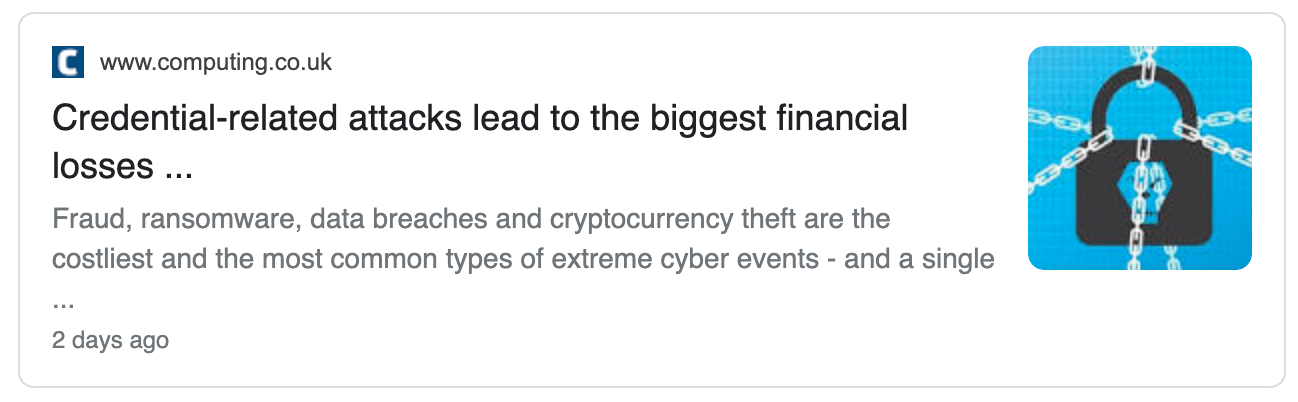 C
www.computing.co.uk
Credential-related attacks lead to the biggest financial
losses ...
Fraud, ransomware, data breaches and cryptocurrency theft are the
costliest and the most common types of extreme cyber events - and a single
...
2 days ago